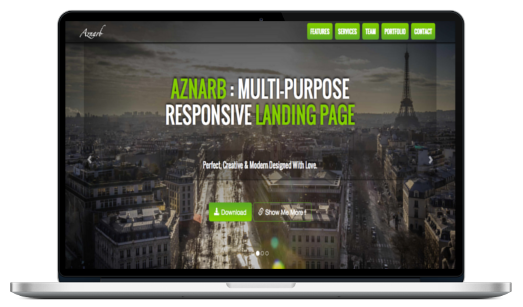 Aznarb
FEATURES
SERVICES
TEAM
PORTFOLIO
CONTACT
AZNARB : MULTI-PURPOSE
RESPONSIVE LANDING PAGE
Perfect, Creative & Modern Designed With Love.
Download
Show Me More !